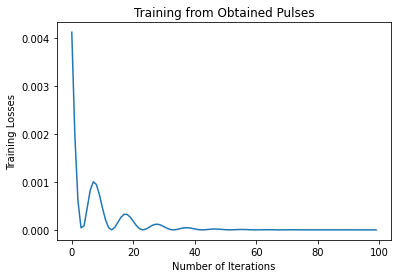 Training from Obtained Pulses
Training Losses
0.004
0.003
0.002
0.001
0.000
0 20 40 60 80 100
Number of Iterations